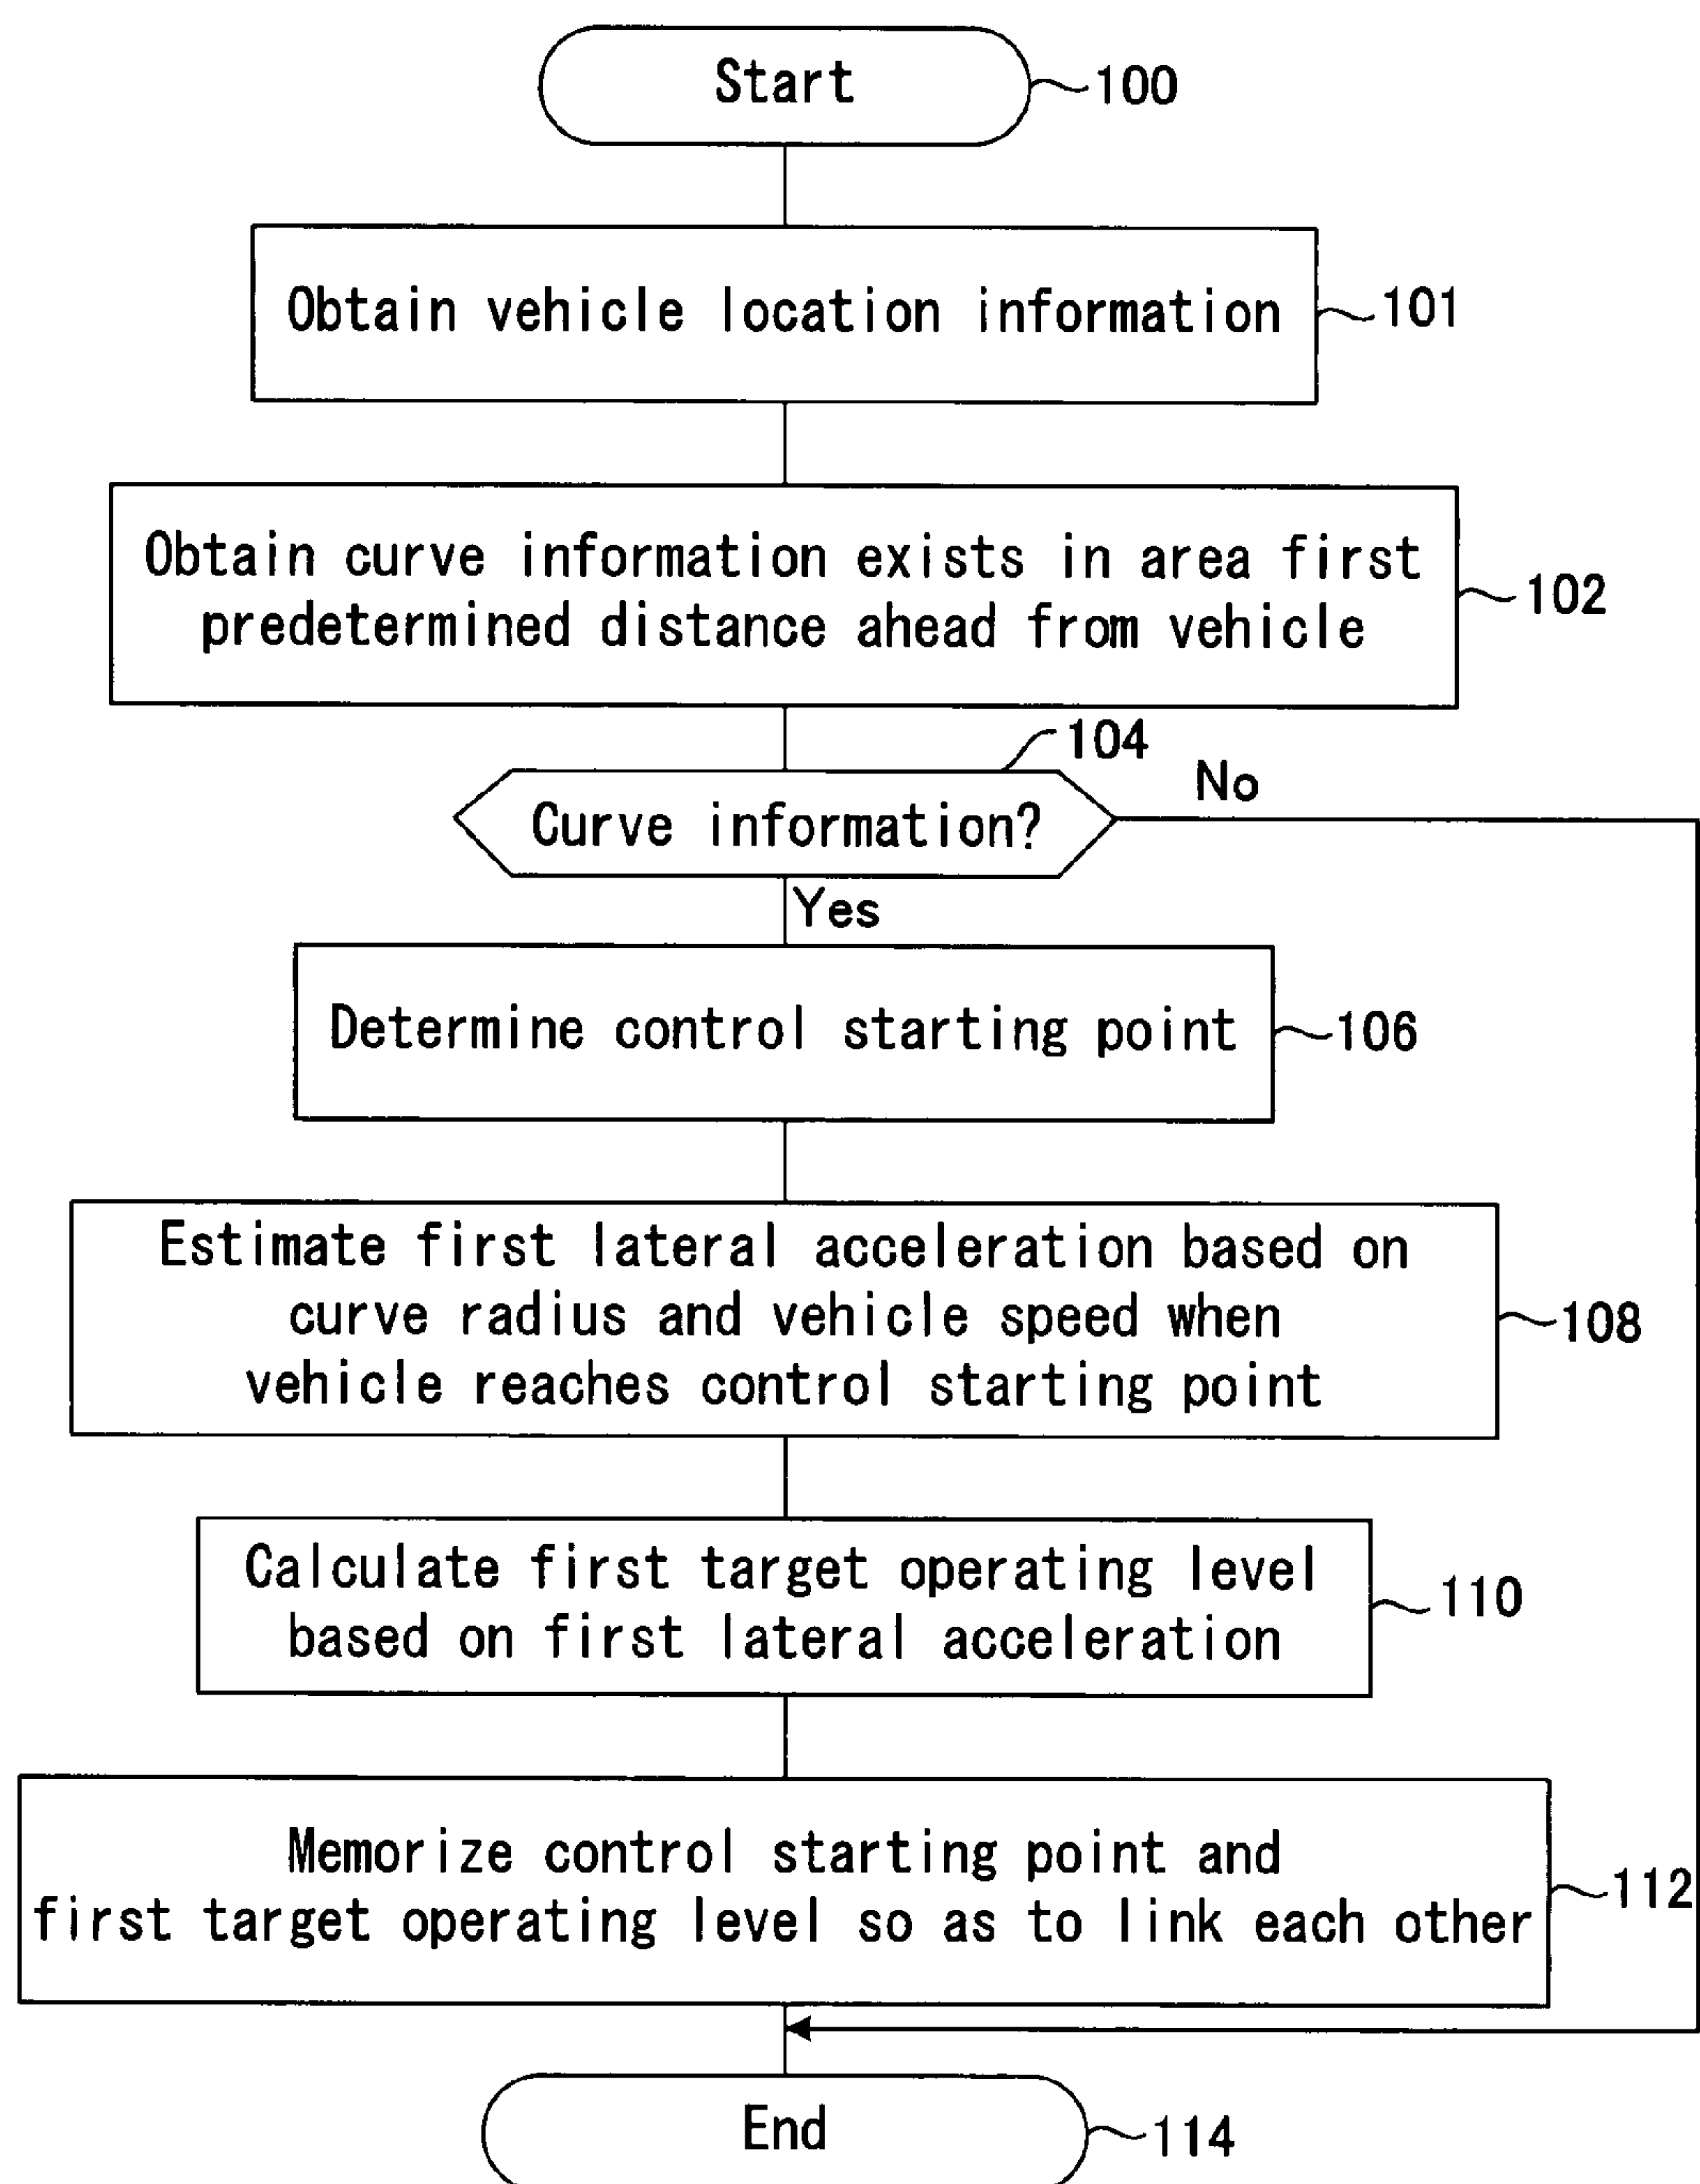 Start
100
Obtain vehicle location information
101
Obtain curve information exists in area first
predetermined distance ahead from vehicle
102
104
Curve information?
No
Yes
Determine control starting point
106
Estimate first lateral acceleration based on
curve radius and vehicle speed when
vehicle reaches control starting point
108
Calculate first target operating level
based on first lateral acceleration
110
Memorize control starting point and
first target operating level so as to link each other
112
End
114